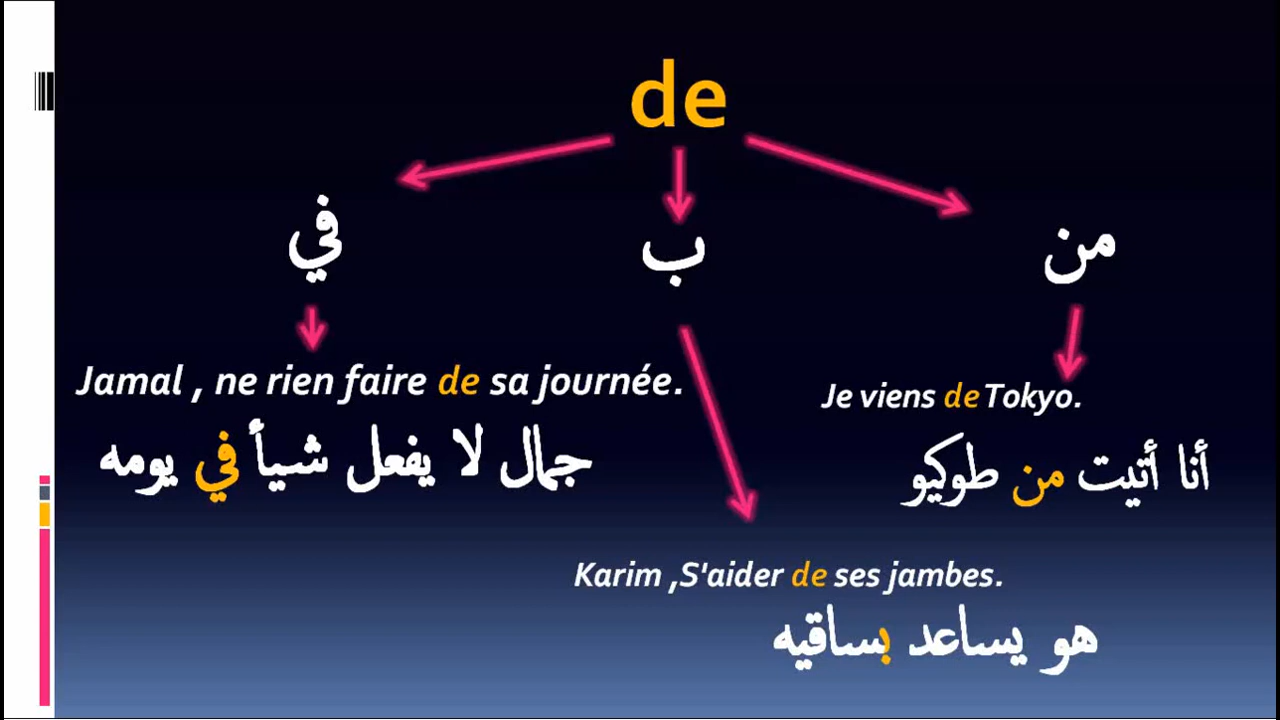 de
في
ب
من
Jamal , ne rien faire de sa journée.
جمال لا يفعل شيأ في يومه
Je viens de Tokyo.
أنا أتيت من طوكيو
Karim ,S'aider de ses jambes.
هو يساعد بساقيه